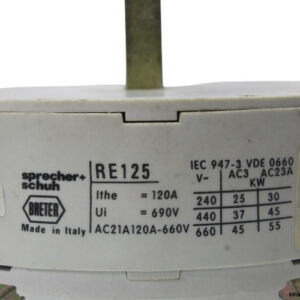 sprecher+
schuh
BRETER
Made in Italy
RE125
Ithe = 120A
Ui = 690V
AC21A120A-660V
IEC 947-3 VDE 0660
V~ AC3 AC23A
KW
240 25 30
440 37 45
660 45 55